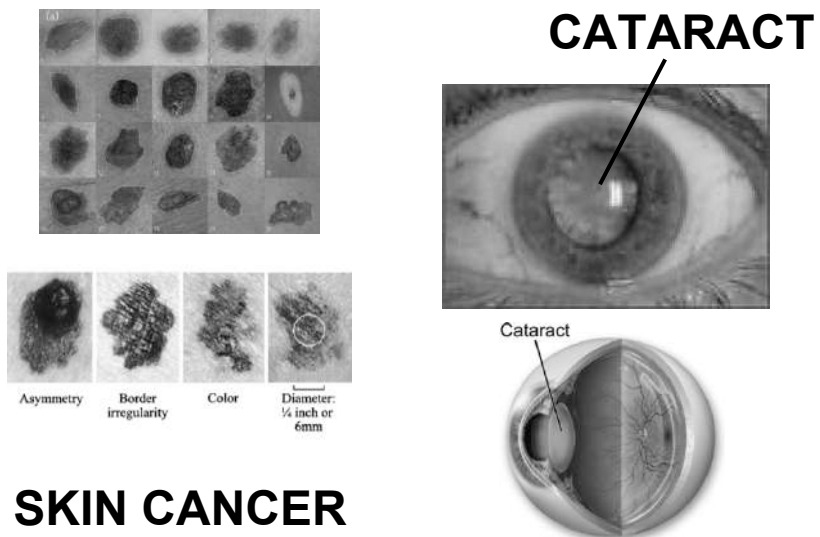 (a)
CATARACT
Cataract
Asymmetry
Border
irregularity
Color
Diameter:
¼ inch or
6mm
SKIN CANCER